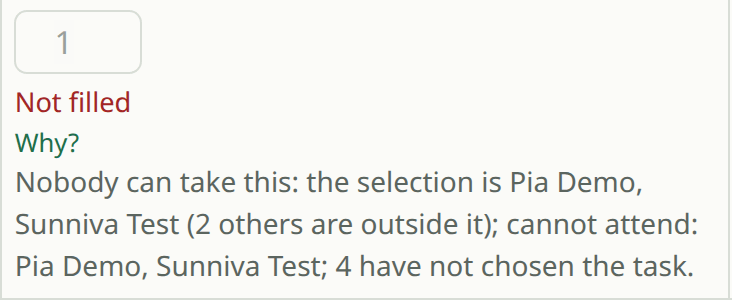 1
Not filled
Why?
Nobody can take this: the selection is Pia Demo,
Sunniva Test (2 others are outside it); cannot attend:
Pia Demo, Sunniva Test; 4 have not chosen the task.